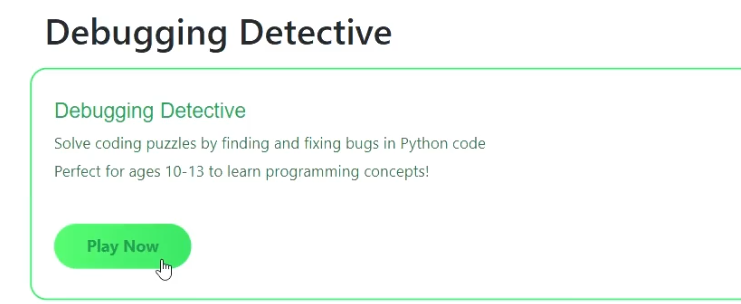 Debugging Detective
Debugging Detective
Solve coding puzzles by finding and fixing bugs in Python code
Perfect for ages 10-13 to learn programming concepts!
Play Now